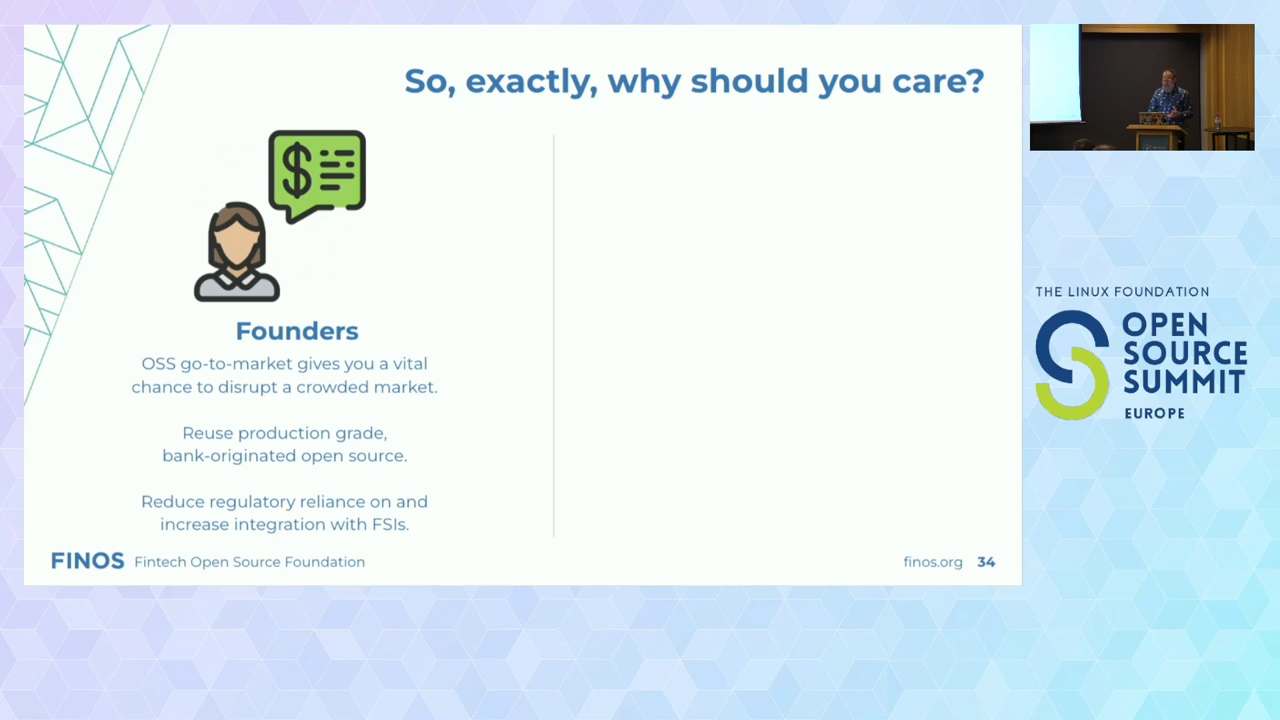 So, exactly, why should you care?
$
Founders
OSS go-to-market gives you a vital
chance to disrupt a crowded market.
Reuse production grade,
bank-originated open source.
Reduce regulatory reliance on and
increase integration with FSIs.
FINOS Fintech Open Source Foundation
finos.org 34
THE LINUX FOUNDATION
OPEN
SOURCE
SUMMIT
EUROPE